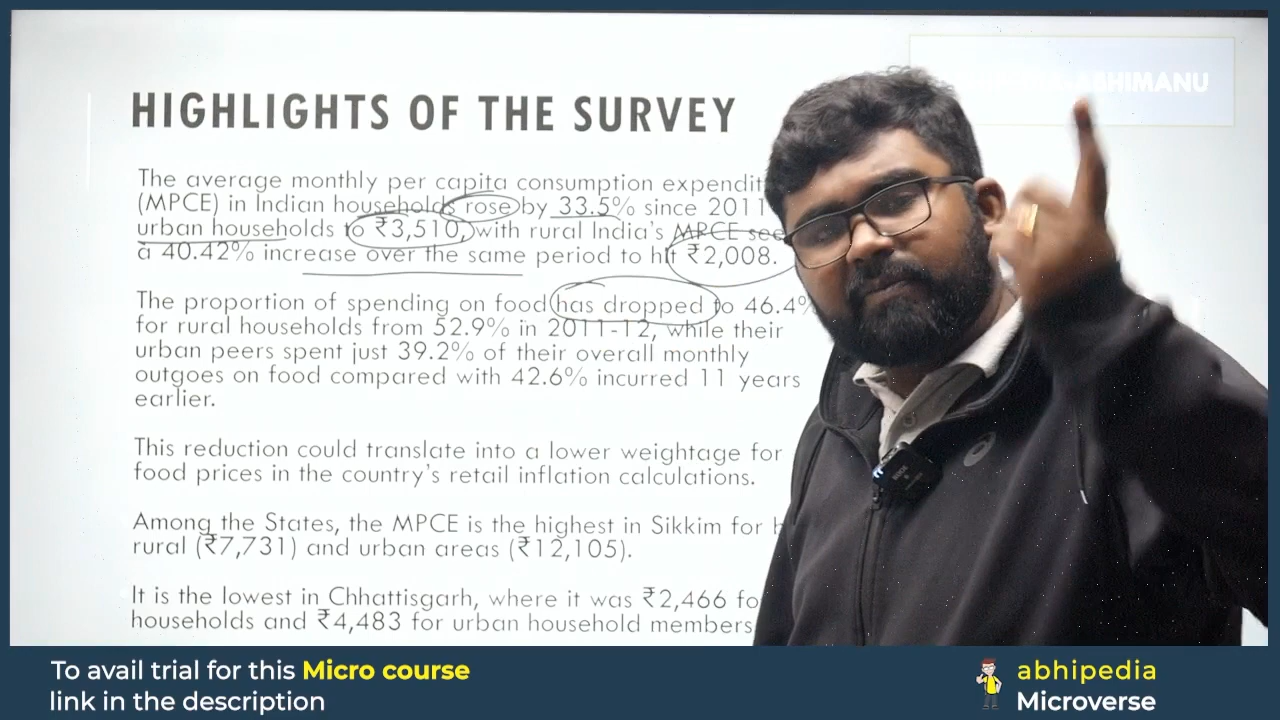 ABHIMANU
HIGHLIGHTS OF THE SURVEY
The average monthly per capita consumption
(MPCE) in Indian households rose by 33.5% since 2011
urban households to ₹3,510, with rural India's MPCE
a 40.42% increase over the same period to hit ₹2,008.
The proportion of spending on food has dropped to 46.4%
for rural households from 52.9% in 2011-12, while their
urban peers spent just 39.2% of their overall monthly
outgoes on food compared with 42.6% incurred 11 years
earlier.
This reduction could translate into a lower weightage for
food prices in the country's retail inflation calculations.
Among the States, the MPCE is the highest in Sikkim for
rural (₹7,731) and urban areas (₹12,105).
It is the lowest in Chhattisgarh, where it was ₹2,466
households and ₹4,483 for urban household members
To avail trial for this Micro course
link in the description
abhipedia
Microverse